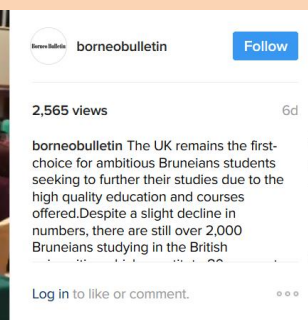 Borneo Bulletin
borneobulletin
Follow
2,565 views
6d
borneobulletin The UK remains the first-
choice for ambitious Bruneians students
seeking to further their studies due to the
high quality education and courses
offered.Despite a slight decline in
numbers, there are still over 2,000
Bruneians studying in the British
Log in to like or comment.